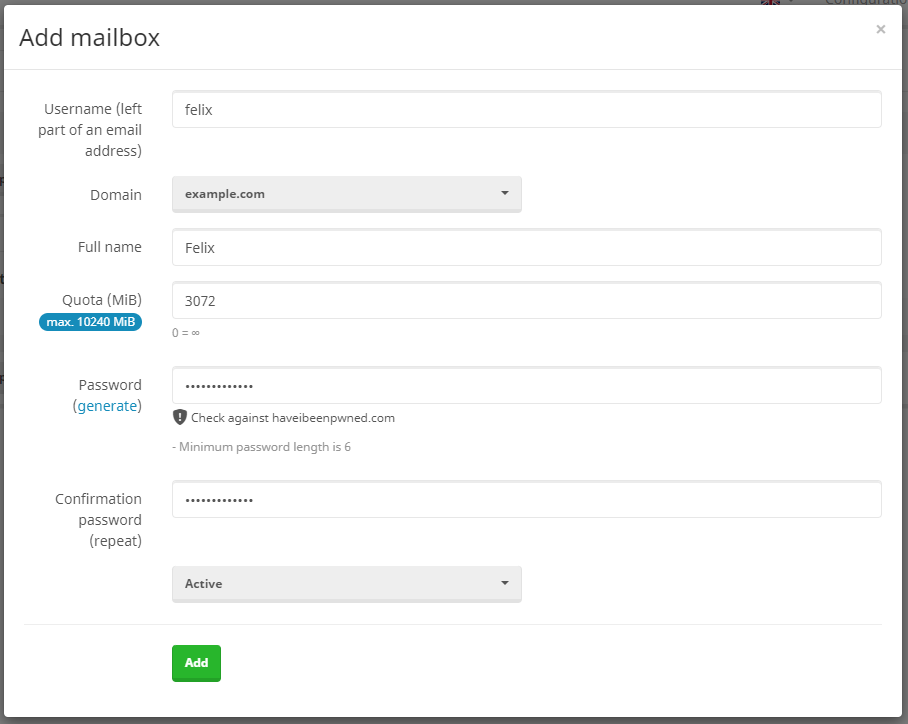 Add mailbox
×
Username (left
part of an email
address)
felix
Domain
example.com
Full name
Felix
Quota (MiB)
max. 10240 MiB
3072
0 = ∞
Password
(generate)
•••••••••••••
Check against haveibeenpwned.com
- Minimum password length is 6
Confirmation
password
(repeat)
•••••••••••••
Active
Add